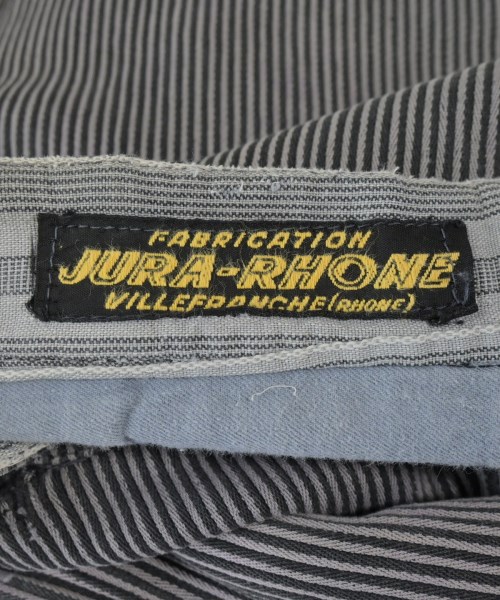 FABRICATION
JURA-RHONE
VILLEFRANCHE (RHONE)